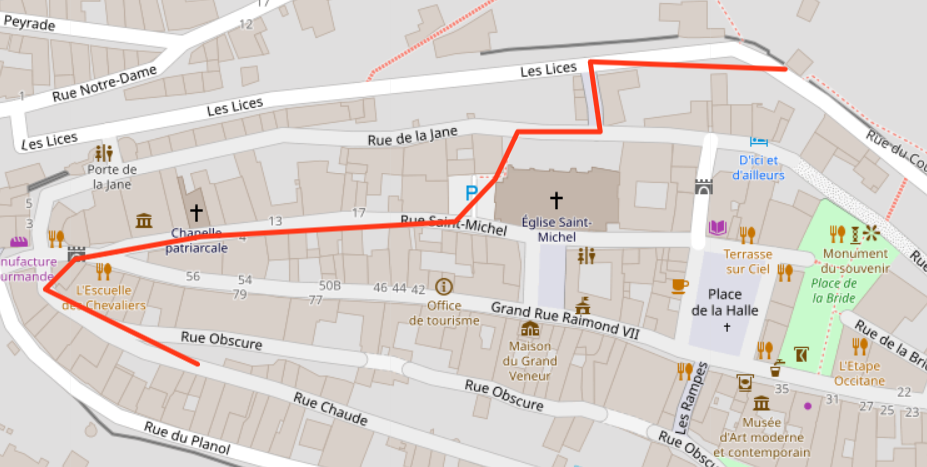 Peyrade
17
12
Rue Notre-Dame
1
Les Lices
Les Lices
Les Lices
Rue du Co
Rue de la Jane
Porte de
la Jane
P
D'ici et
d'ailleurs
5
3
13
17
4
Chapelle
patriarcale
Rue Saint-Michel
Église Saint-
Michel
nufacture
urmande
L'Escuelle
des Chevaliers
56
54
79
50B
77
46 44 42
Office
de tourisme
Grand Rue Raimond VII
Terrasse
sur Ciel
Monument
du souvenir
Place de
la Bride
Place
de la Halle
Rue
Rue de la Bri
Rue Obscure
Maison
du Grand
Veneur
Rue Obscure
Les Rampes
L'Etape
Occitane
35
31
27
25
22
23
Rue Chaude
Rue du Planol
Rue Obsc
Musée
d'Art moderne
et contemporain